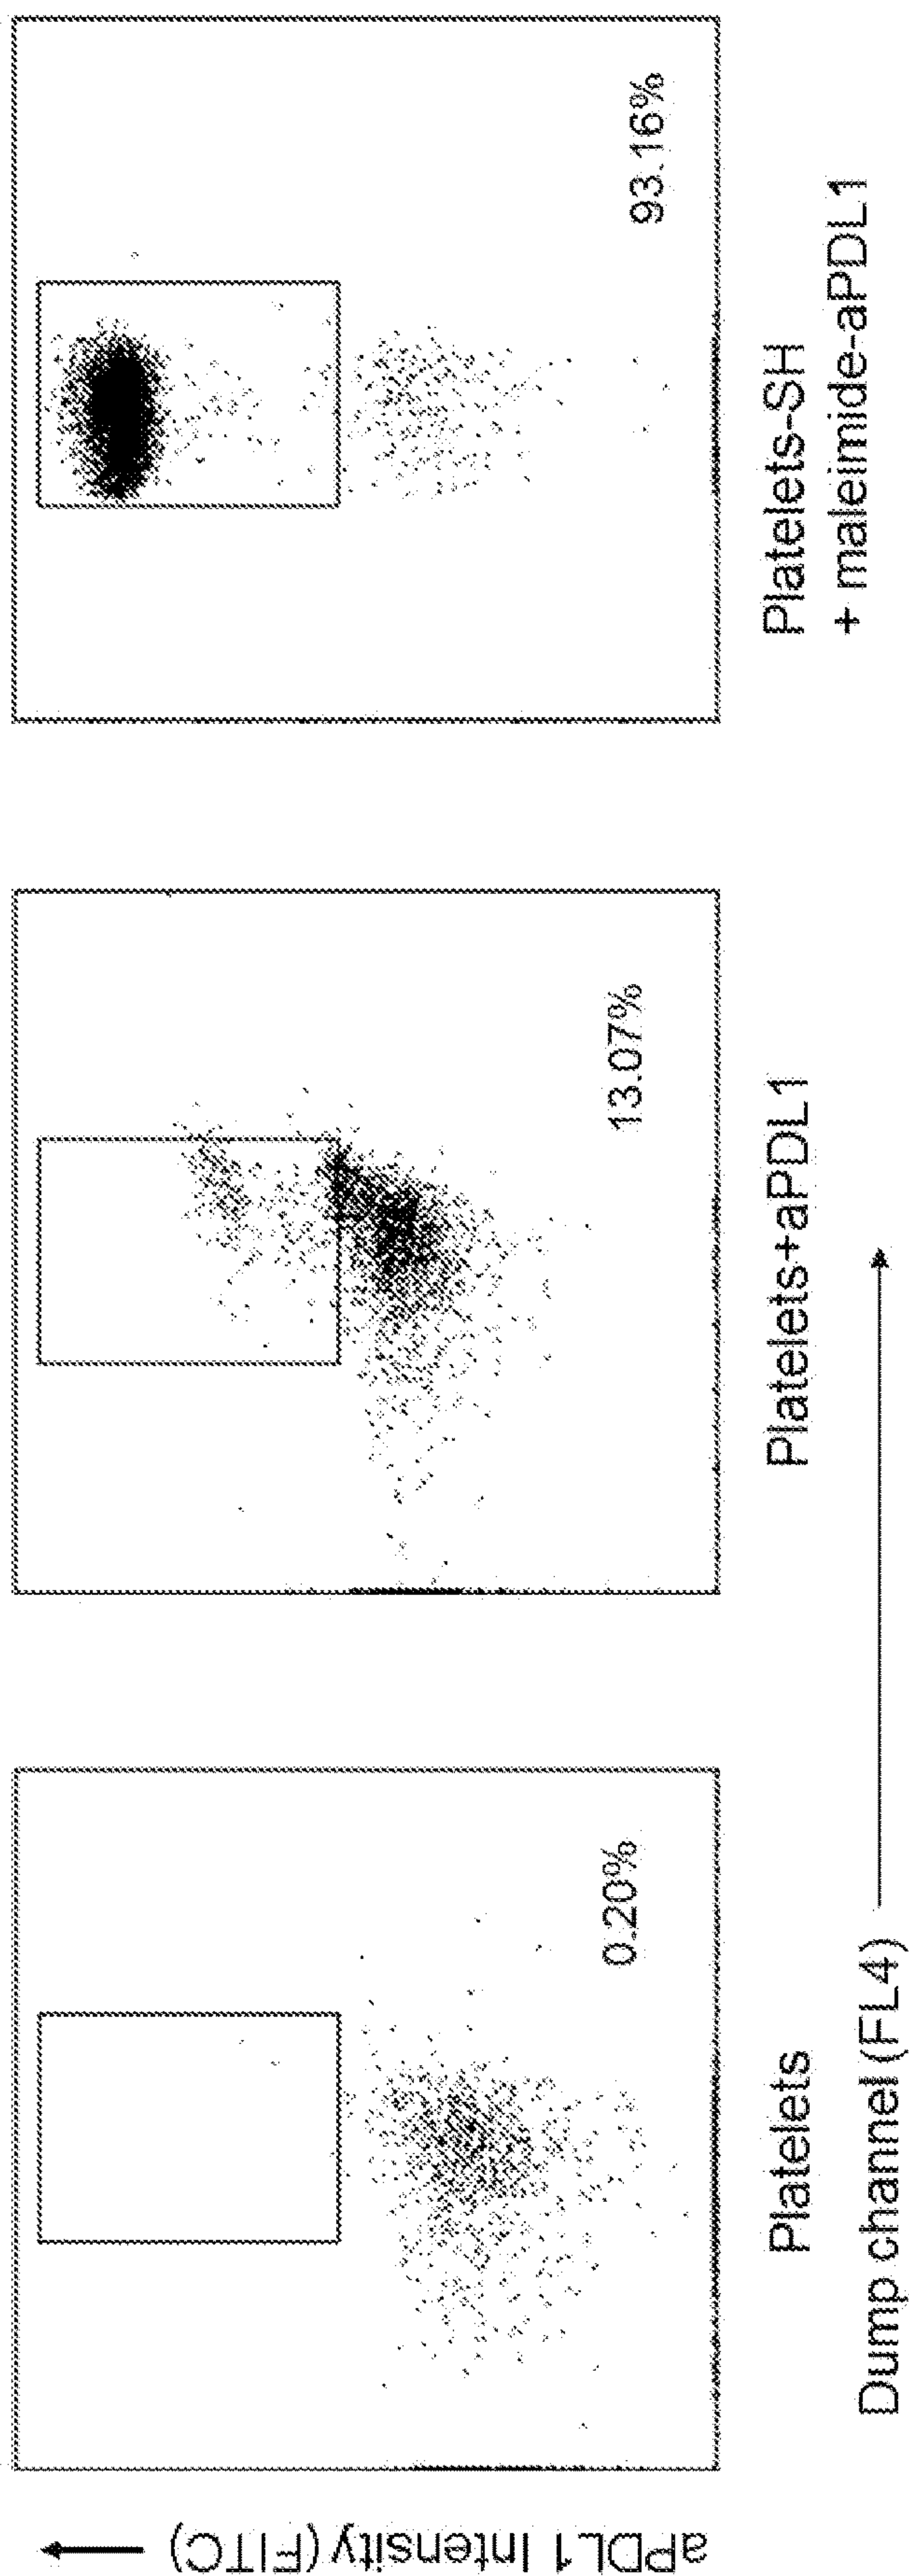 aPDL1 Intensity (FITC)
0.20%
13.07%
93.16%
Platelets
Platelets+aPDL1
Platelets-SH
+ maleimide-aPDL1
Dump channel (FL4)